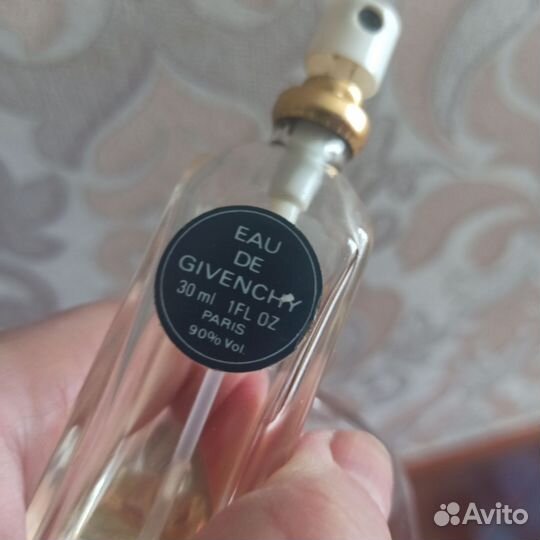 EAU
DE
GIVENCHY
30 ml 1FL OZ
PARIS
90% Vol.
Avito